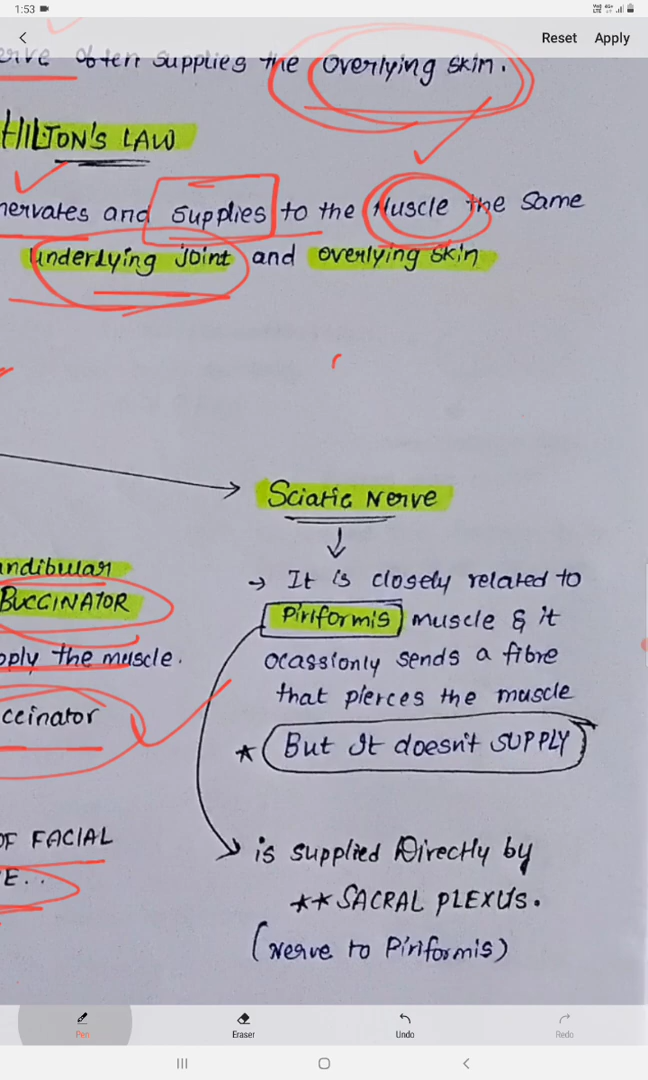 1:53
Reset Apply
erve often supplies the overlying skin.
HILTON'S LAW
nervates and supplies to the Muscle the same
underlying joint and overlying skin
Sciatic Nerve
→ It is closely related to
Piriformis muscle & it
ocassionly sends a fibre
that pierces the muscle
★ But It doesn't SUPPLY
andibular
BUCCINATOR
pply the muscle.
ccinator
OF FACIAL
E..
is supplied Directly by
** SACRAL PLEXUS.
(Nerve to Piriformis)
Pen Eraser Undo Redo